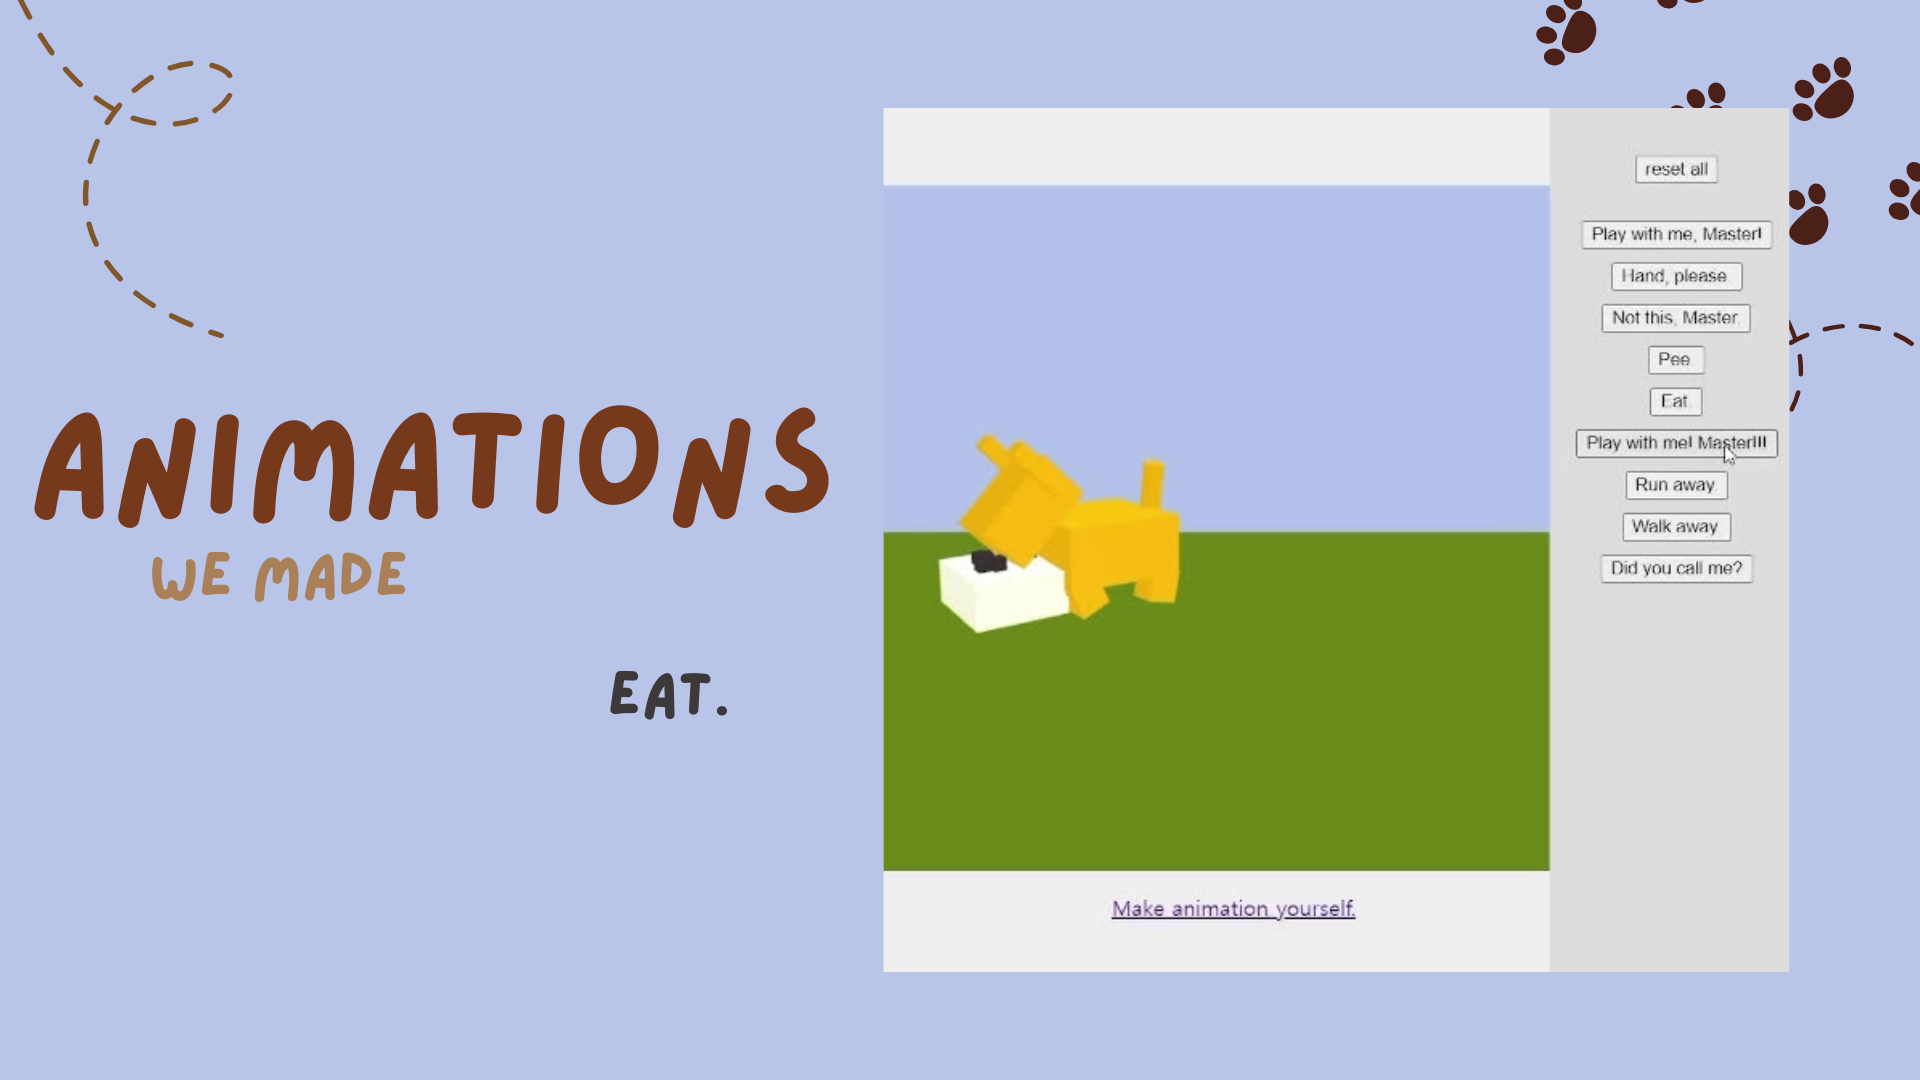 ANIMATIONS
WE MADE
EAT.
reset all
Play with me, Master!
Hand, please.
Not this, Master.
Pee.
Eat.
Play with me! Master!!!
Run away.
Walk away.
Did you call me?
Make animation yourself.